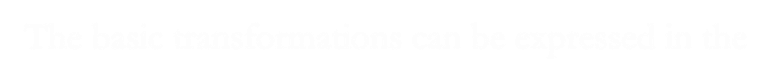 The basic transformations can be expressed in the